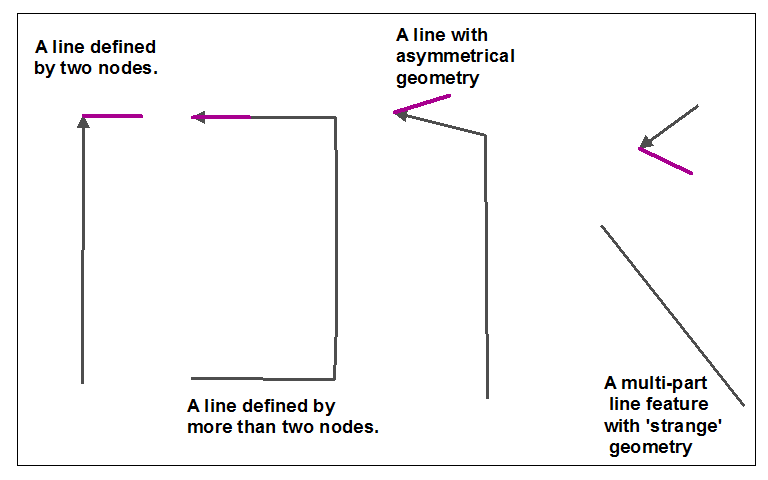 A line defined
by two nodes.
A line with
asymmetrical
geometry
A line defined by
more than two nodes.
A multi-part
line feature
with 'strange'
geometry